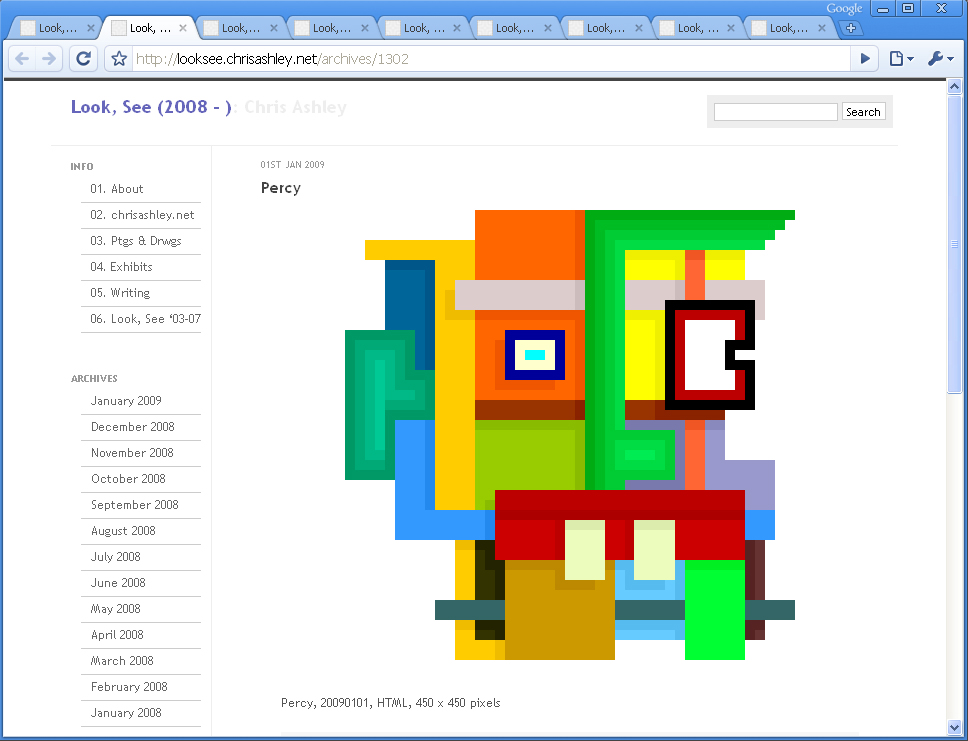 Google
Look,...
Look, ...
Look,...
Look,...
Look, ...
Look,...
Look,...
Look, ...
Look,...
http://looksee.chrisashley.net/archives/1302
Look, See (2008 - ): Chris Ashley
Search
INFO
01. About
02. chrisashley.net
03. Ptgs & Drwgs
04. Exhibits
05. Writing
06. Look, See '03-07
ARCHIVES
January 2009
December 2008
November 2008
October 2008
September 2008
August 2008
July 2008
June 2008
May 2008
April 2008
March 2008
February 2008
January 2008
01ST JAN 2009
Percy
Percy, 20090101, HTML, 450 x 450 pixels